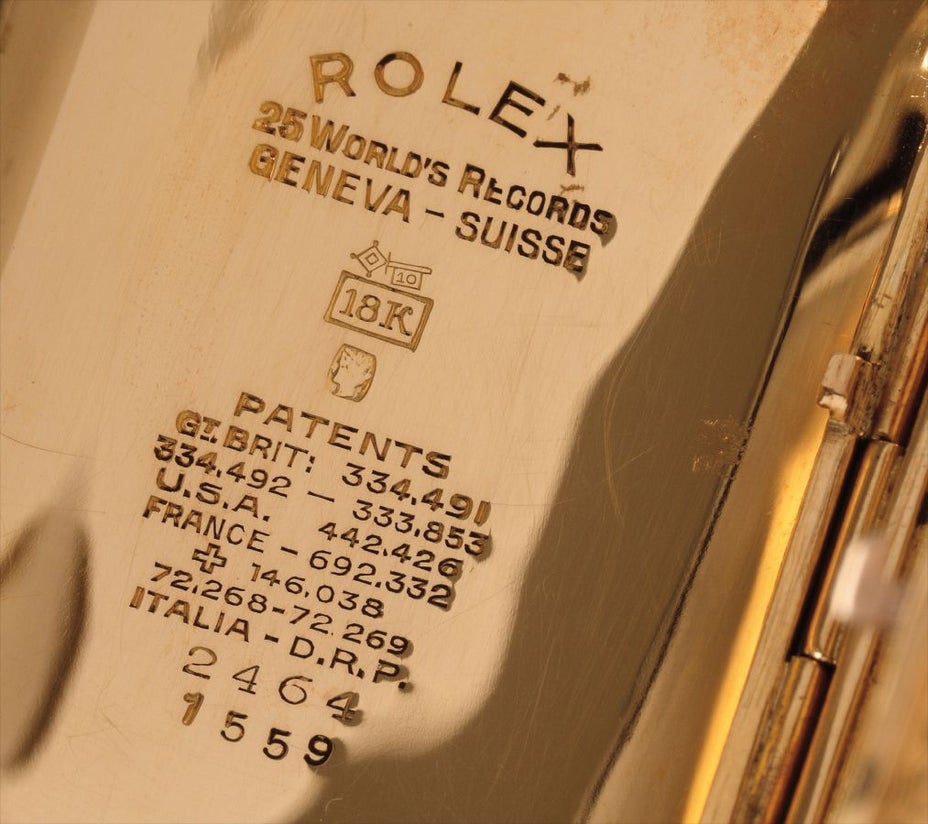 ROLEX
25 WORLD'S RECORDS
GENEVA - SUISSE
10
18K
PATENTS
GT. BRIT: 334.491
334.492 - 333.853
U.S.A. 442.426
FRANCE - 692.332
✚ 146.038
72.268-72.269
ITALIA - D.R.P.
2464
1559